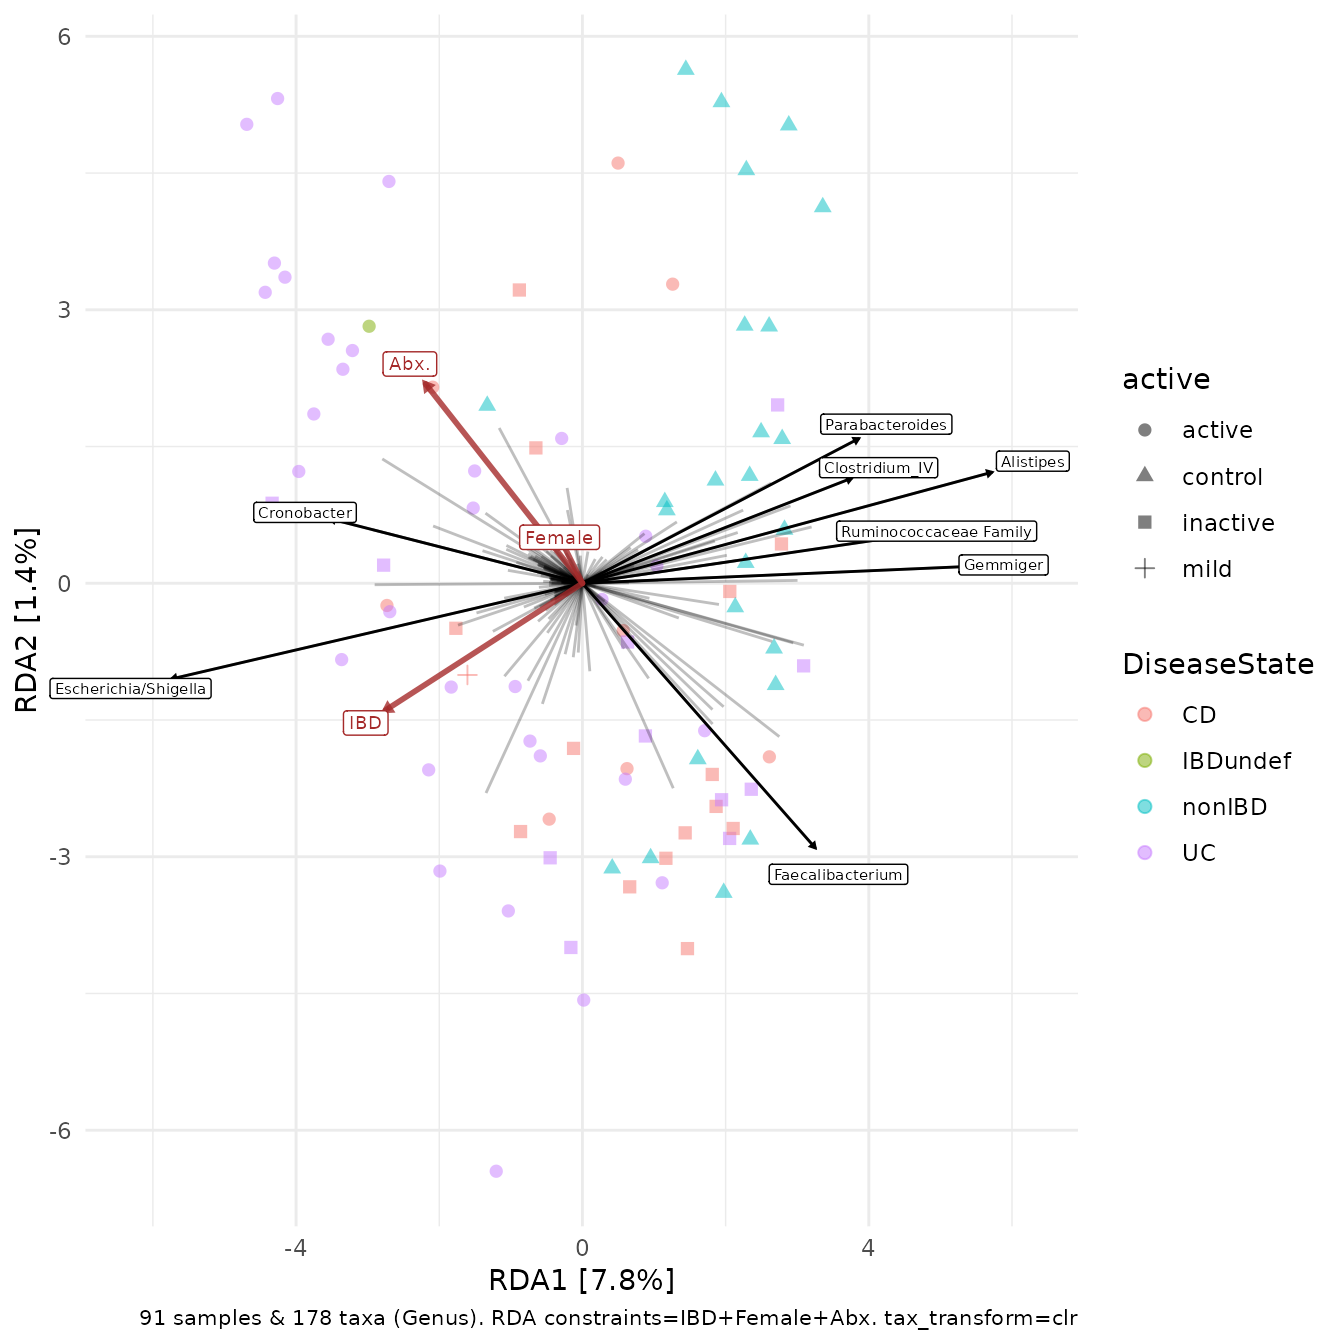 6
3
0
-3
-6
RDA2 [1.4%]
Abx.
Parabacteroides
Alistipes
Clostridium_IV
Cronobacter
Female
Ruminococcaceae Family
Gemmiger
Escherichia/Shigella
IBD
Faecalibacterium
-4
0
4
RDA1 [7.8%]
active
active
control
inactive
mild
DiseaseState
CD
IBDundef
nonIBD
UC
91 samples & 178 taxa (Genus). RDA constraints=IBD+Female+Abx. tax_transform=clr